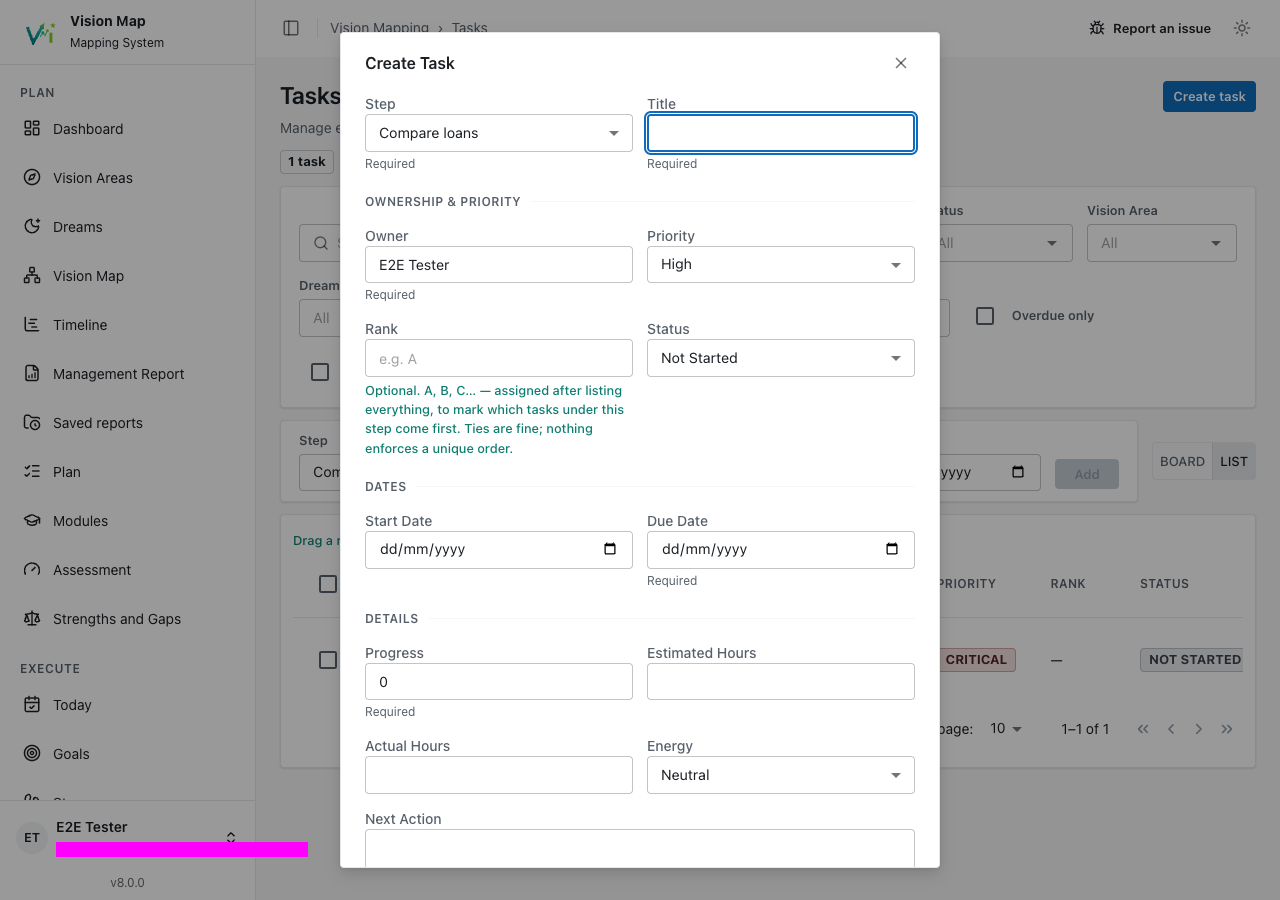 Vision Map
Mapping System
PLAN
Dashboard
Vision Areas
Dreams
Vision Map
Timeline
Management Report
Saved reports
Plan
Modules
Assessment
Strengths and Gaps
EXECUTE
Today
Goals
ET
E2E Tester
v8.0.0
Vision Mapping › Tasks
Report an issue
Tasks
Manage
Create task
1 task
Vision Area
All
All
Dream
All
Overdue only
Step
yyyy
Add
BOARD
LIST
PRIORITY
RANK
STATUS
CRITICAL
—
NOT STARTED
page:
10
1–1 of 1
Create Task
Step
Title
Compare loans
Required
Required
OWNERSHIP & PRIORITY
Owner
Priority
E2E Tester
High
Required
Rank
Status
e.g. A
Not Started
Optional. A, B, C... — assigned after listing
everything, to mark which tasks under this
step come first. Ties are fine; nothing
enforces a unique order.
DATES
Start Date
Due Date
dd/mm/yyyy
dd/mm/yyyy
Required
DETAILS
Progress
Estimated Hours
0
Required
Actual Hours
Energy
Neutral
Next Action